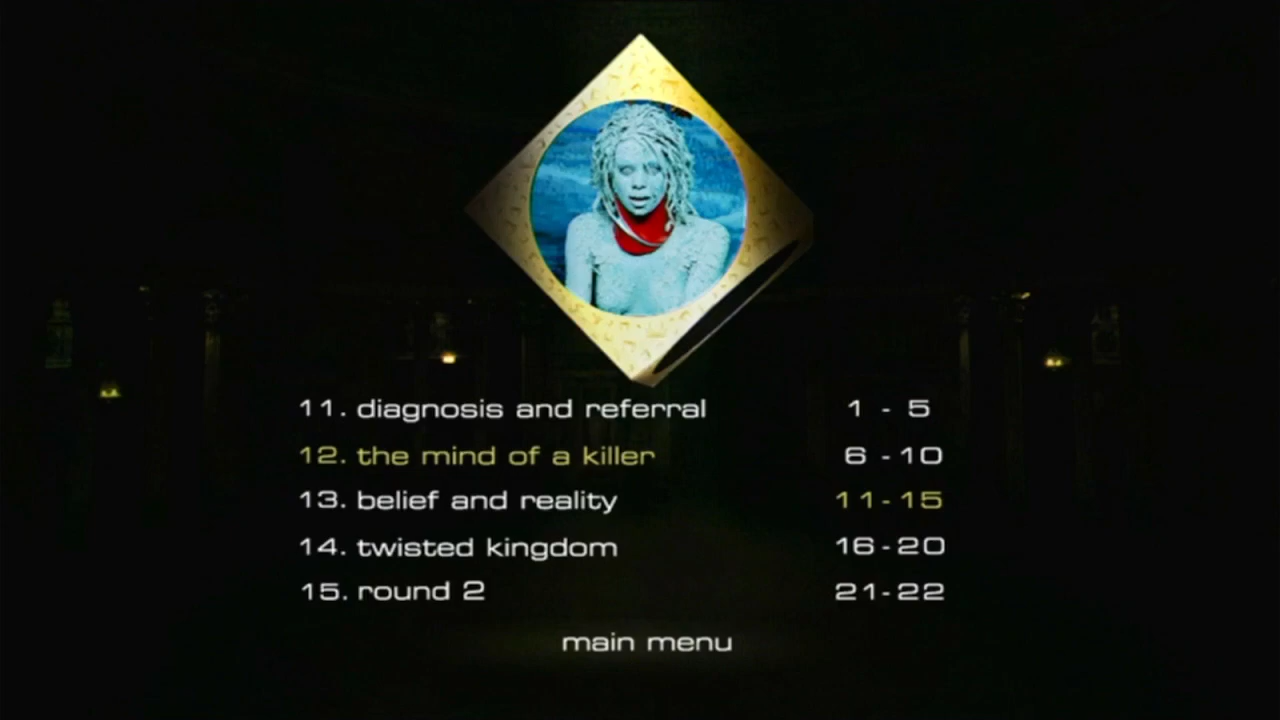 11. diagnosis and referral 1 - 5
12. the mind of a killer 6 -10
13. belief and reality 11-15
14. twisted kingdom 16-20
15. round 2 21-22
main menu